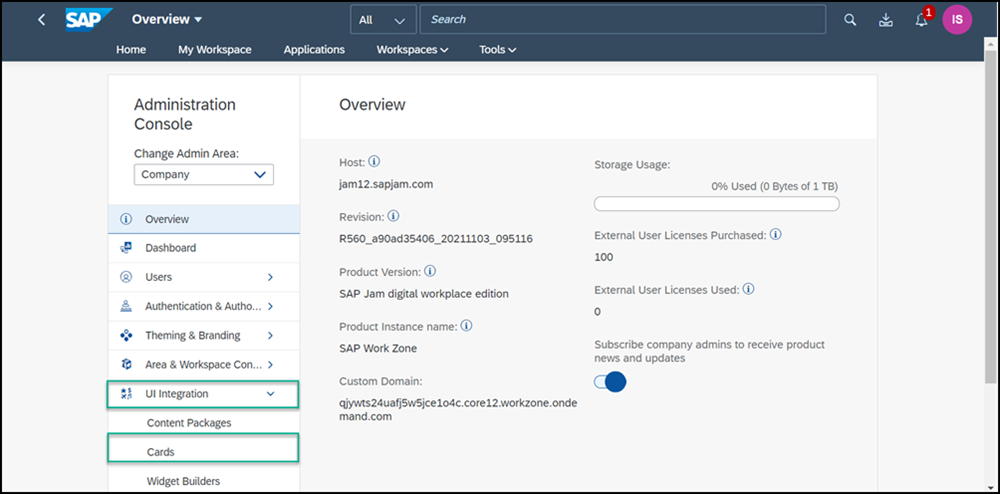 SAP Overview All Search 1 IS
Home My Workspace Applications Workspaces Tools
Administration
Console
Change Admin Area:
Company
Overview
Dashboard
Users
Authentication & Autho...
Theming & Branding
Area & Workspace Con...
UI Integration
Content Packages
Cards
Widget Builders
Overview
Host:
jam12.sapjam.com
Revision:
R560_a90ad35406_20211103_095116
Product Version:
SAP Jam digital workplace edition
Product Instance name:
SAP Work Zone
Custom Domain:
qjywts24uafj5w5jce1o4c.core12.workzone.onde
mand.com
Storage Usage:
0% Used (0 Bytes of 1 TB)
External User Licenses Purchased:
100
External User Licenses Used:
0
Subscribe company admins to receive product
news and updates